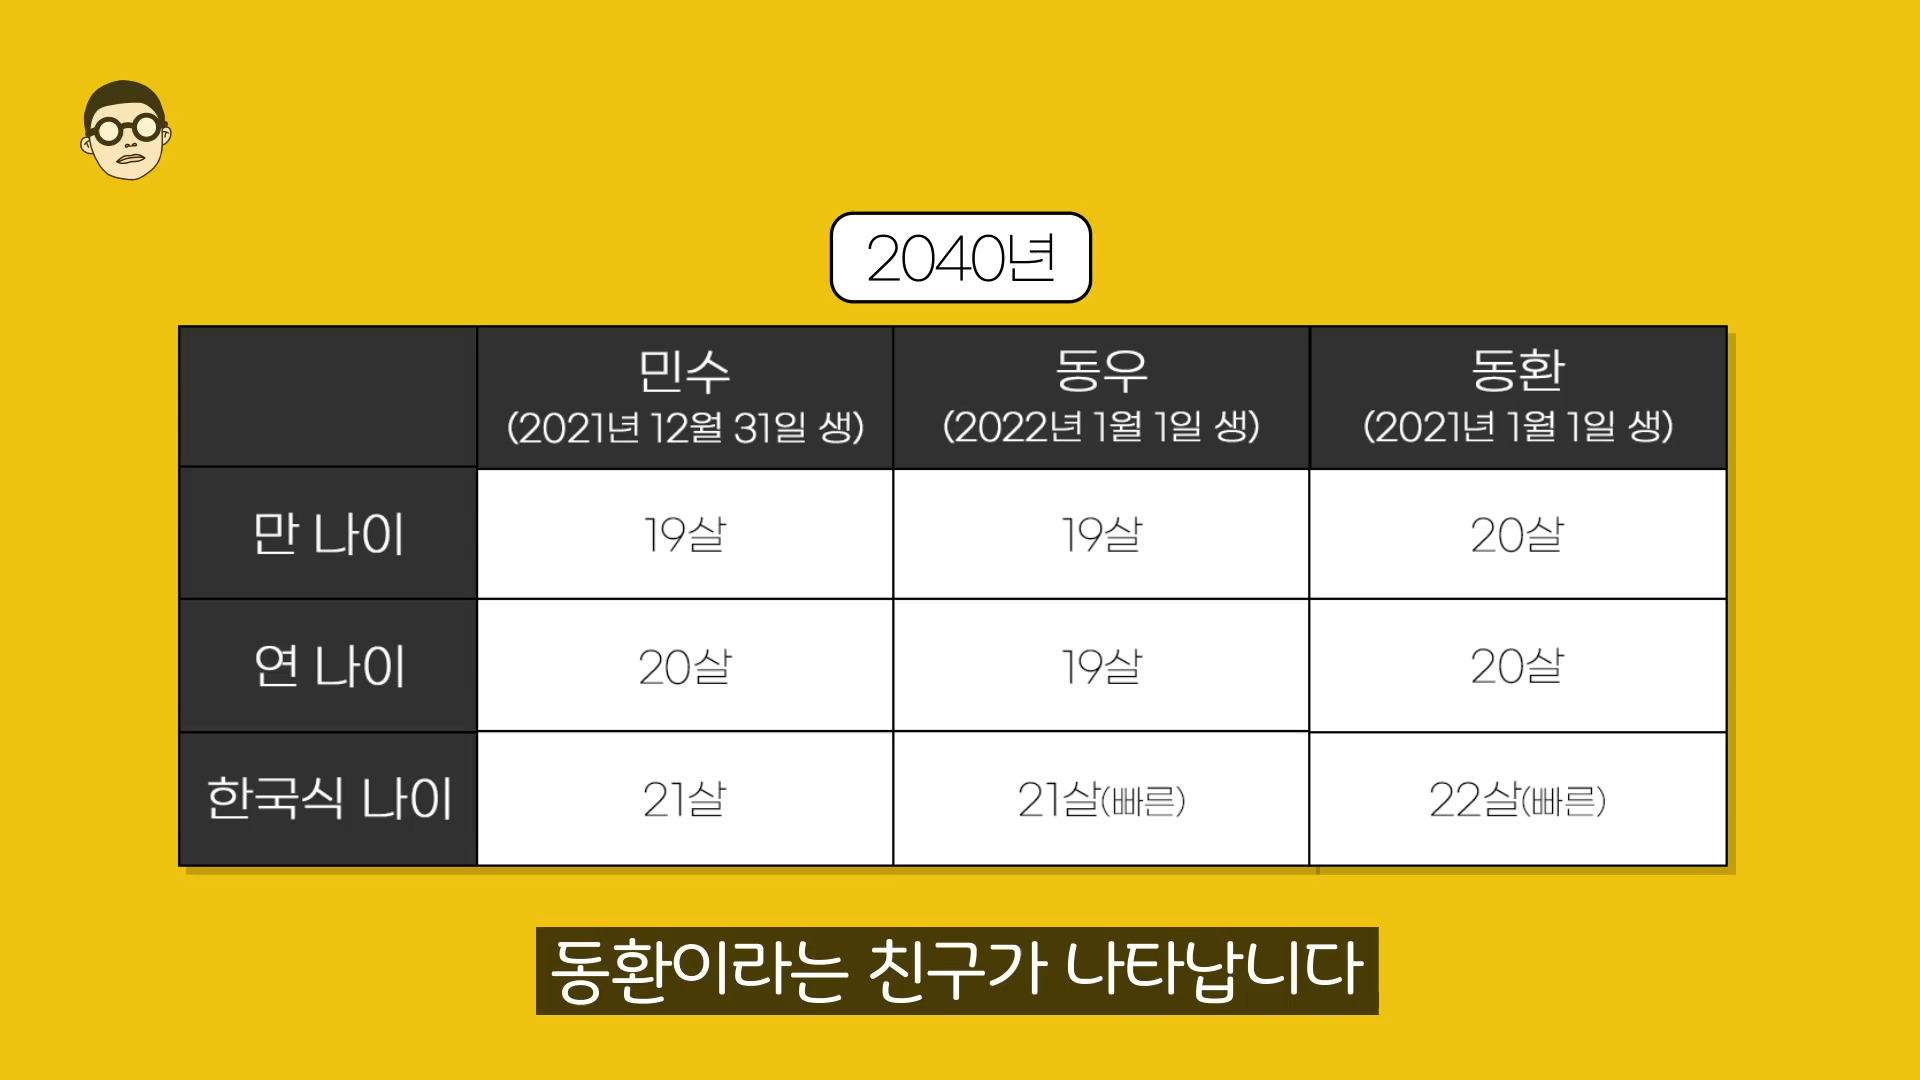 2040년
민수
(2021년 12월 31일 생)
동우
(2022년 1월 1일 생)
동환
(2021년 1월 1일 생)
만 나이
19살
19살
20살
연 나이
20살
19살
20살
한국식 나이
21살
21살(빠른)
22살(빠른)
동환이라는 친구가 나타납니다